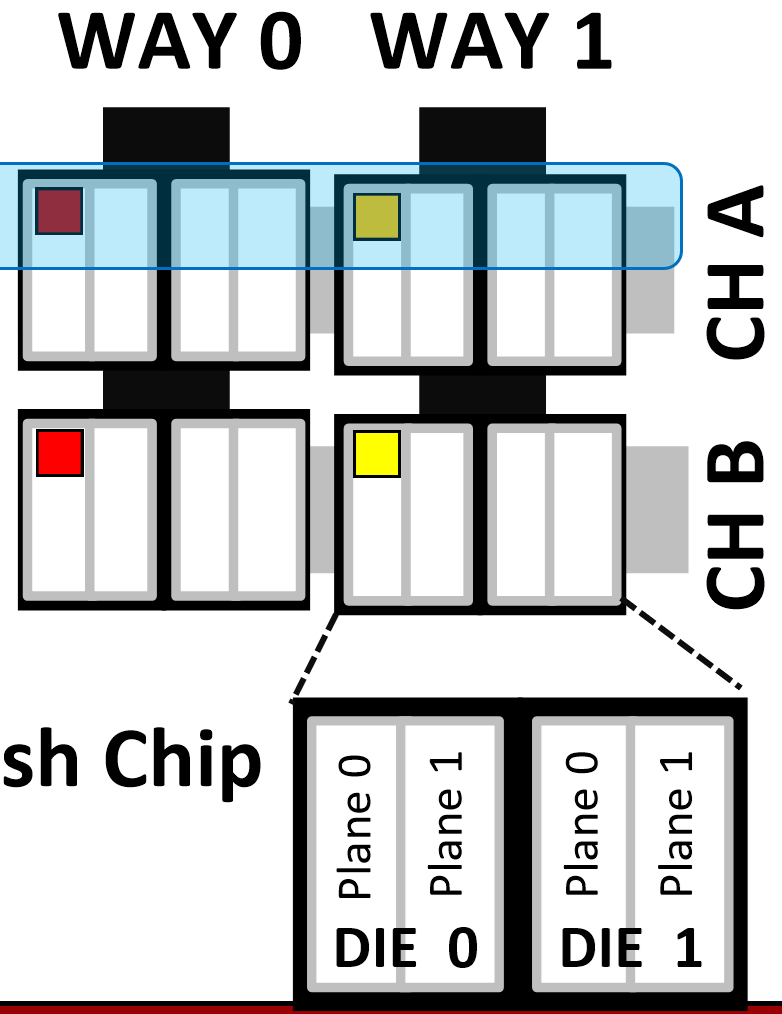 WAY 0 WAY 1
CH A
CH B
sh Chip
Plane 0 Plane 1 Plane 0 Plane 1
DIE 0 DIE 1